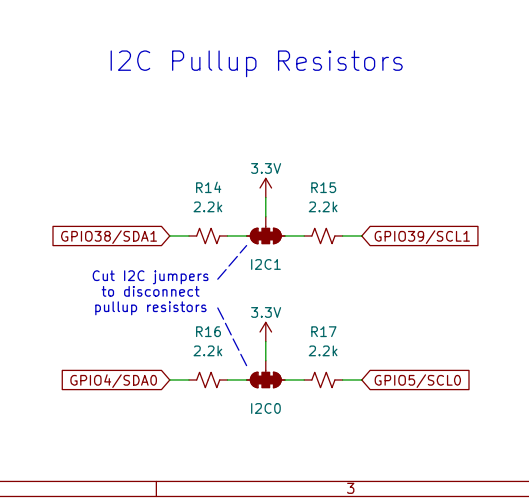 I2C Pullup Resistors
3.3V
R14
2.2k
R15
2.2k
GPIO38/SDA1
GPIO39/SCL1
I2C1
Cut I2C jumpers
to disconnect
pullup resistors
3.3V
R16
2.2k
R17
2.2k
GPIO4/SDA0
GPIO5/SCL0
I2C0
3